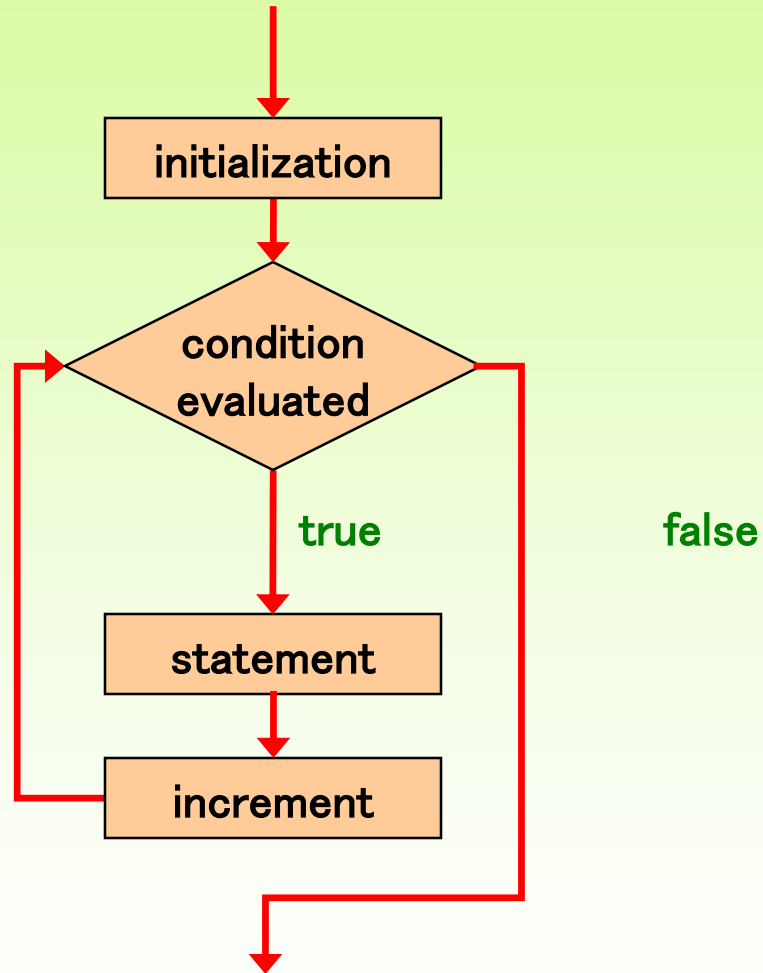 initialization
condition
evaluated
true
false
statement
increment